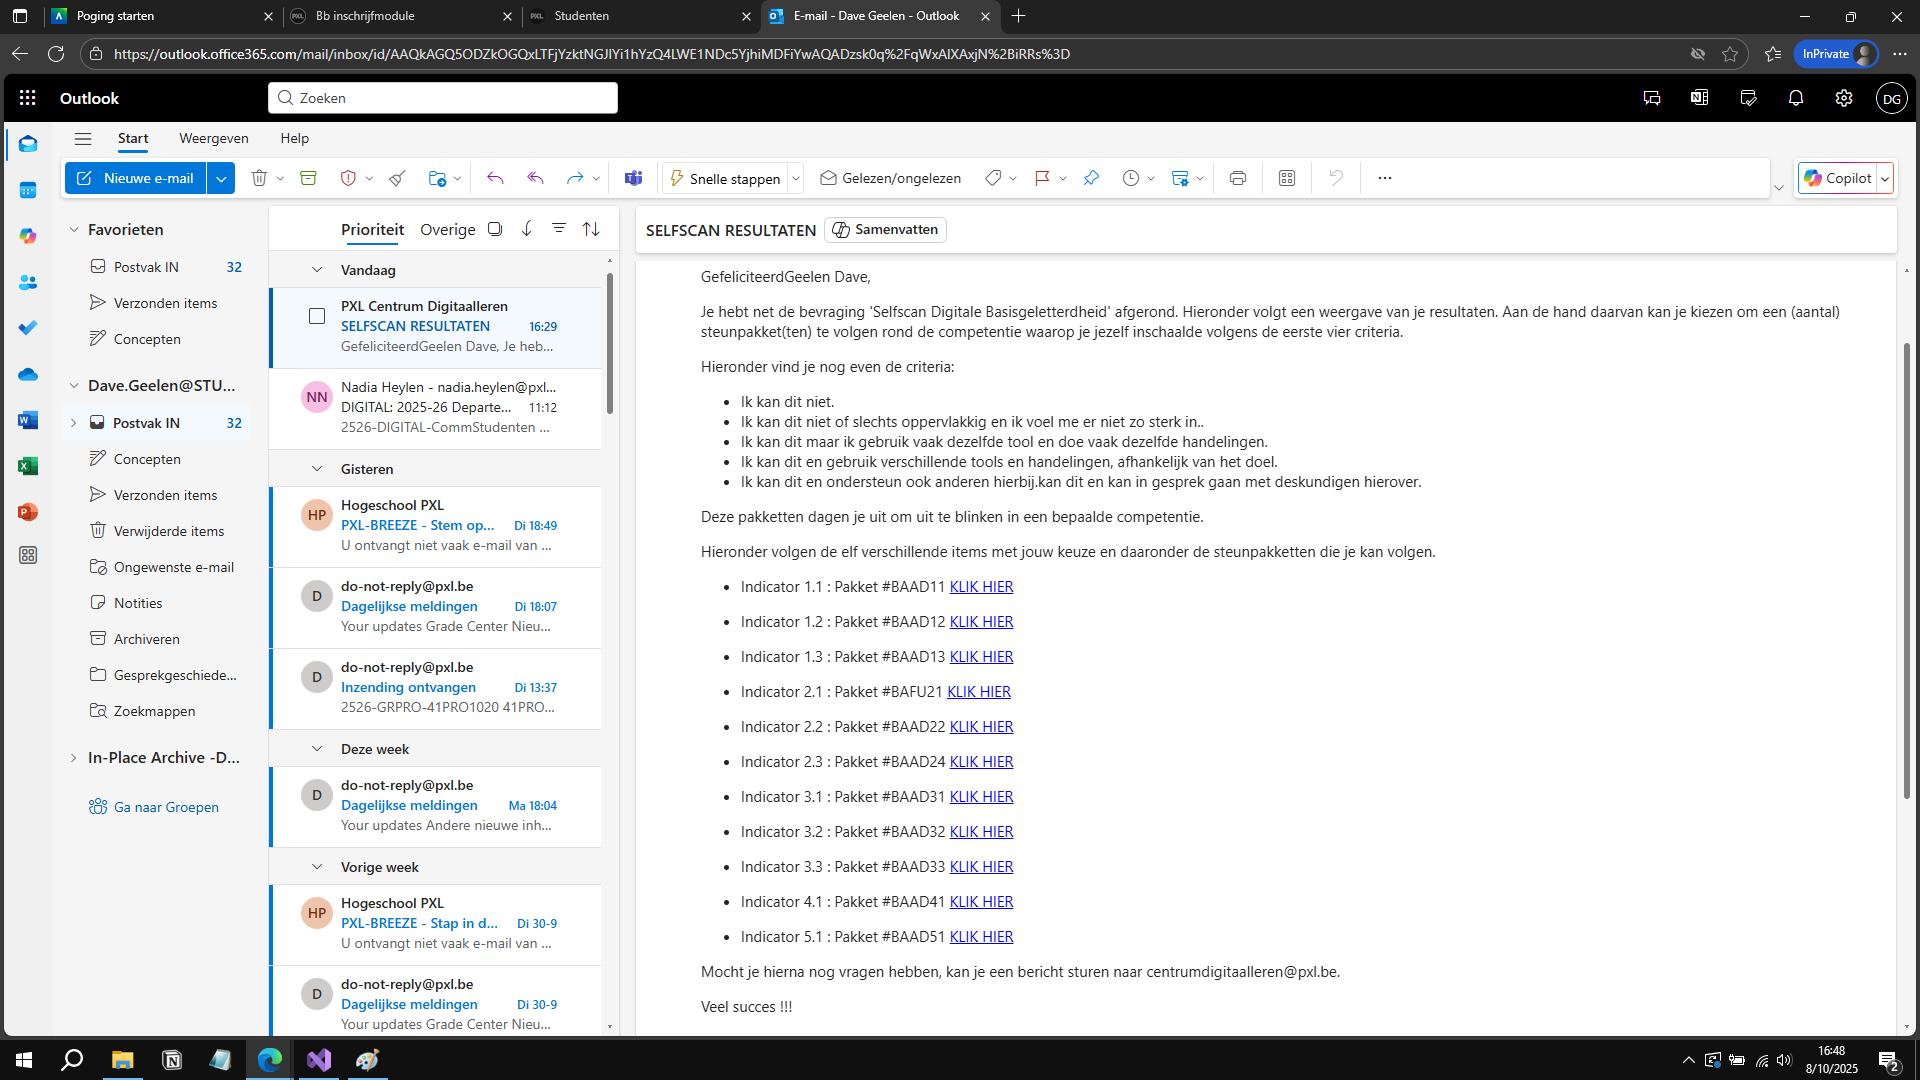 Poging starten
Bb inschrijfmodule
Studenten
E-mail - Dave Geelen - Outlook
InPrivate
Outlook
Zoeken
DG
Start
Weergeven
Help
Nieuwe e-mail
Snelle stappen
Gelezen/ongelezen
Copilot
Favorieten
Postvak IN 32
Verzonden items
Concepten
Dave.Geelen@STU...
Postvak IN 32
Concepten
Verzonden items
Verwijderde items
Ongewenste e-mail
Notities
Archiveren
Gesprekgeschiede...
Zoekmappen
In-Place Archive -D...
Ga naar Groepen
Prioriteit Overige
Vandaag
PXL Centrum Digitaalleren
SELFSCAN RESULTATEN 16:29
GefeliciteerdGeelen Dave, Je heb...
NN
Nadia Heylen - nadia.heylen@pxl...
DIGITAL: 2025-26 Departe... 11:12
2526-DIGITAL-CommStudenten ...
Gisteren
HP
Hogeschool PXL
PXL-BREEZE - Stem op... Di 18:49
U ontvangt niet vaak e-mail van ...
D
do-not-reply@pxl.be
Dagelijkse meldingen Di 18:07
Your updates Grade Center Nieu...
D
do-not-reply@pxl.be
Inzending ontvangen Di 13:37
2526-GRPRO-41PRO1020 41PRO...
Deze week
D
do-not-reply@pxl.be
Dagelijkse meldingen Ma 18:04
Your updates Andere nieuwe inh...
Vorige week
HP
Hogeschool PXL
PXL-BREEZE - Stap in d... Di 30-9
U ontvangt niet vaak e-mail van ...
D
do-not-reply@pxl.be
Dagelijkse meldingen Di 30-9
Your updates Grade Center Nieu...
SELFSCAN RESULTATEN
Samenvatten
GefeliciteerdGeelen Dave,
Je hebt net de bevraging 'Selfscan Digitale Basisgeletterdheid' afgerond. Hieronder volgt een weergave van je resultaten. Aan de hand daarvan kan je kiezen om een (aantal)
steunpakket(ten) te volgen rond de competentie waarop je jezelf inschaalde volgens de eerste vier criteria.
Hieronder vind je nog even de criteria:
• Ik kan dit niet.
• Ik kan dit niet of slechts oppervlakkig en ik voel me er niet zo sterk in..
• Ik kan dit maar ik gebruik vaak dezelfde tool en doe vaak dezelfde handelingen.
• Ik kan dit en gebruik verschillende tools en handelingen, afhankelijk van het doel.
• Ik kan dit en ondersteun ook anderen hierbij.kan dit en kan in gesprek gaan met deskundigen hierover.
Deze pakketten dagen je uit om uit te blinken in een bepaalde competentie.
Hieronder volgen de elf verschillende items met jouw keuze en daaronder de steunpakketten die je kan volgen.
• Indicator 1.1 : Pakket #BAAD11 KLIK HIER
• Indicator 1.2 : Pakket #BAAD12 KLIK HIER
• Indicator 1.3 : Pakket #BAAD13 KLIK HIER
• Indicator 2.1 : Pakket #BAFU21 KLIK HIER
• Indicator 2.2 : Pakket #BAAD22 KLIK HIER
• Indicator 2.3 : Pakket #BAAD24 KLIK HIER
• Indicator 3.1 : Pakket #BAAD31 KLIK HIER
• Indicator 3.2 : Pakket #BAAD32 KLIK HIER
• Indicator 3.3 : Pakket #BAAD33 KLIK HIER
• Indicator 4.1 : Pakket #BAAD41 KLIK HIER
• Indicator 5.1 : Pakket #BAAD51 KLIK HIER
Mocht je hierna nog vragen hebben, kan je een bericht sturen naar centrumdigitaalleren@pxl.be.
Veel succes !!!
16:48
8/10/2025
2